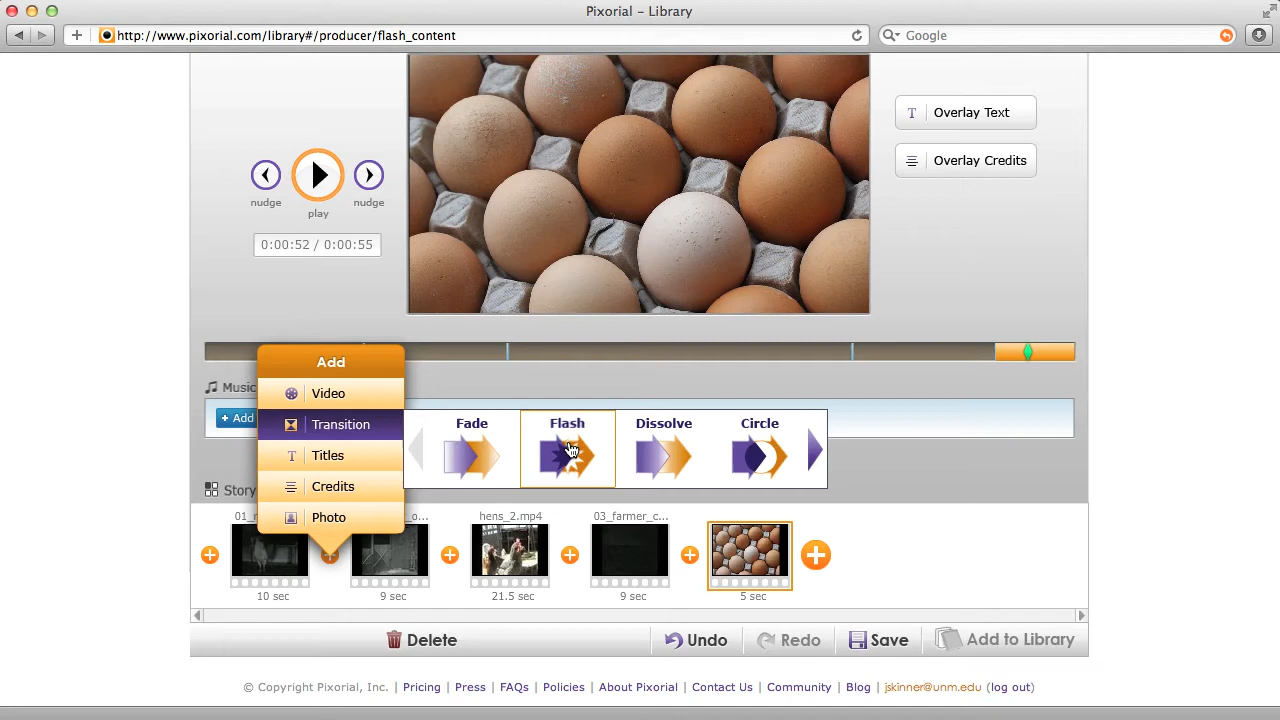 Pixorial – Library
http://www.pixorial.com/library#/producer/flash_content
Google
T Overlay Text
Overlay Credits
nudge
play
nudge
0:00:52 / 0:00:55
Add
Video
Transition
T Titles
Credits
Photo
Music
+ Add
Fade
Flash
Dissolve
Circle
Story
hens_2.mp4
03_farmer_c...
10 sec
9 sec
21.5 sec
9 sec
5 sec
Delete
Undo
Redo
Save
Add to Library
© Copyright Pixorial, Inc. | Pricing | Press | FAQs | Policies | About Pixorial | Contact Us | Community | Blog | jskinner@unm.edu (log out)